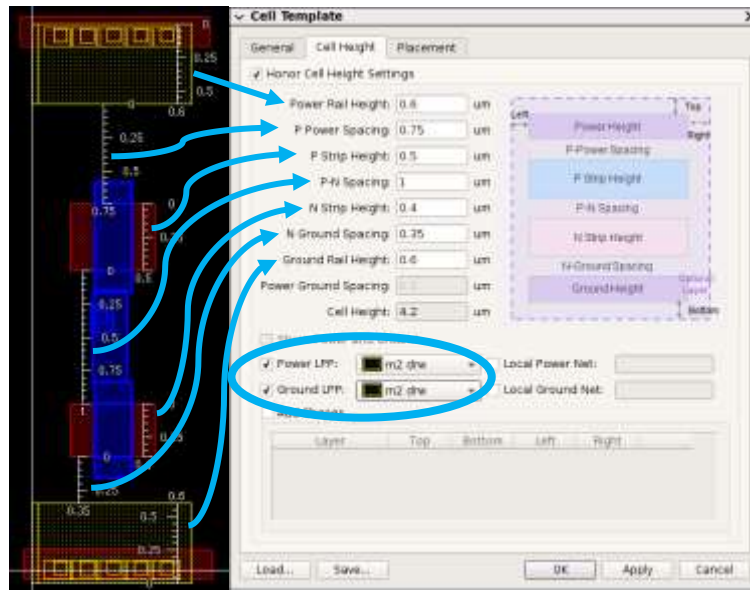 Cell Template
General Cell Height Placement
Honor Cell Height Settings
Power Rail Height: 0.6 um
P Power Spacing: 0.75 um
P Strip Height: 0.5 um
P-N Spacing: 1 um
N Strip Height: 0.4 um
N Ground Spacing: 0.35 um
Ground Rail Height: 0.6 um
Power Ground Spacing: um
Cell Height: 4.2 um
Left Top
Power Height Right
P-Power Spacing
P Strip Height
P-N Spacing
N Strip Height
N-Ground Spacing
Ground Height
Bottom
Power LPP: m2 drw Local Power Net:
Ground LPP: m2 drw Local Ground Net:
Layer Top Bottom Left Right
Load... Save... OK Apply Cancel
0
0.25
0.5
0.6
0
0.25
0.5
0.75
0
0.5
0
0.25
0.5
0.75
0
0.25
0.35
0.6
0.5
0.25
0